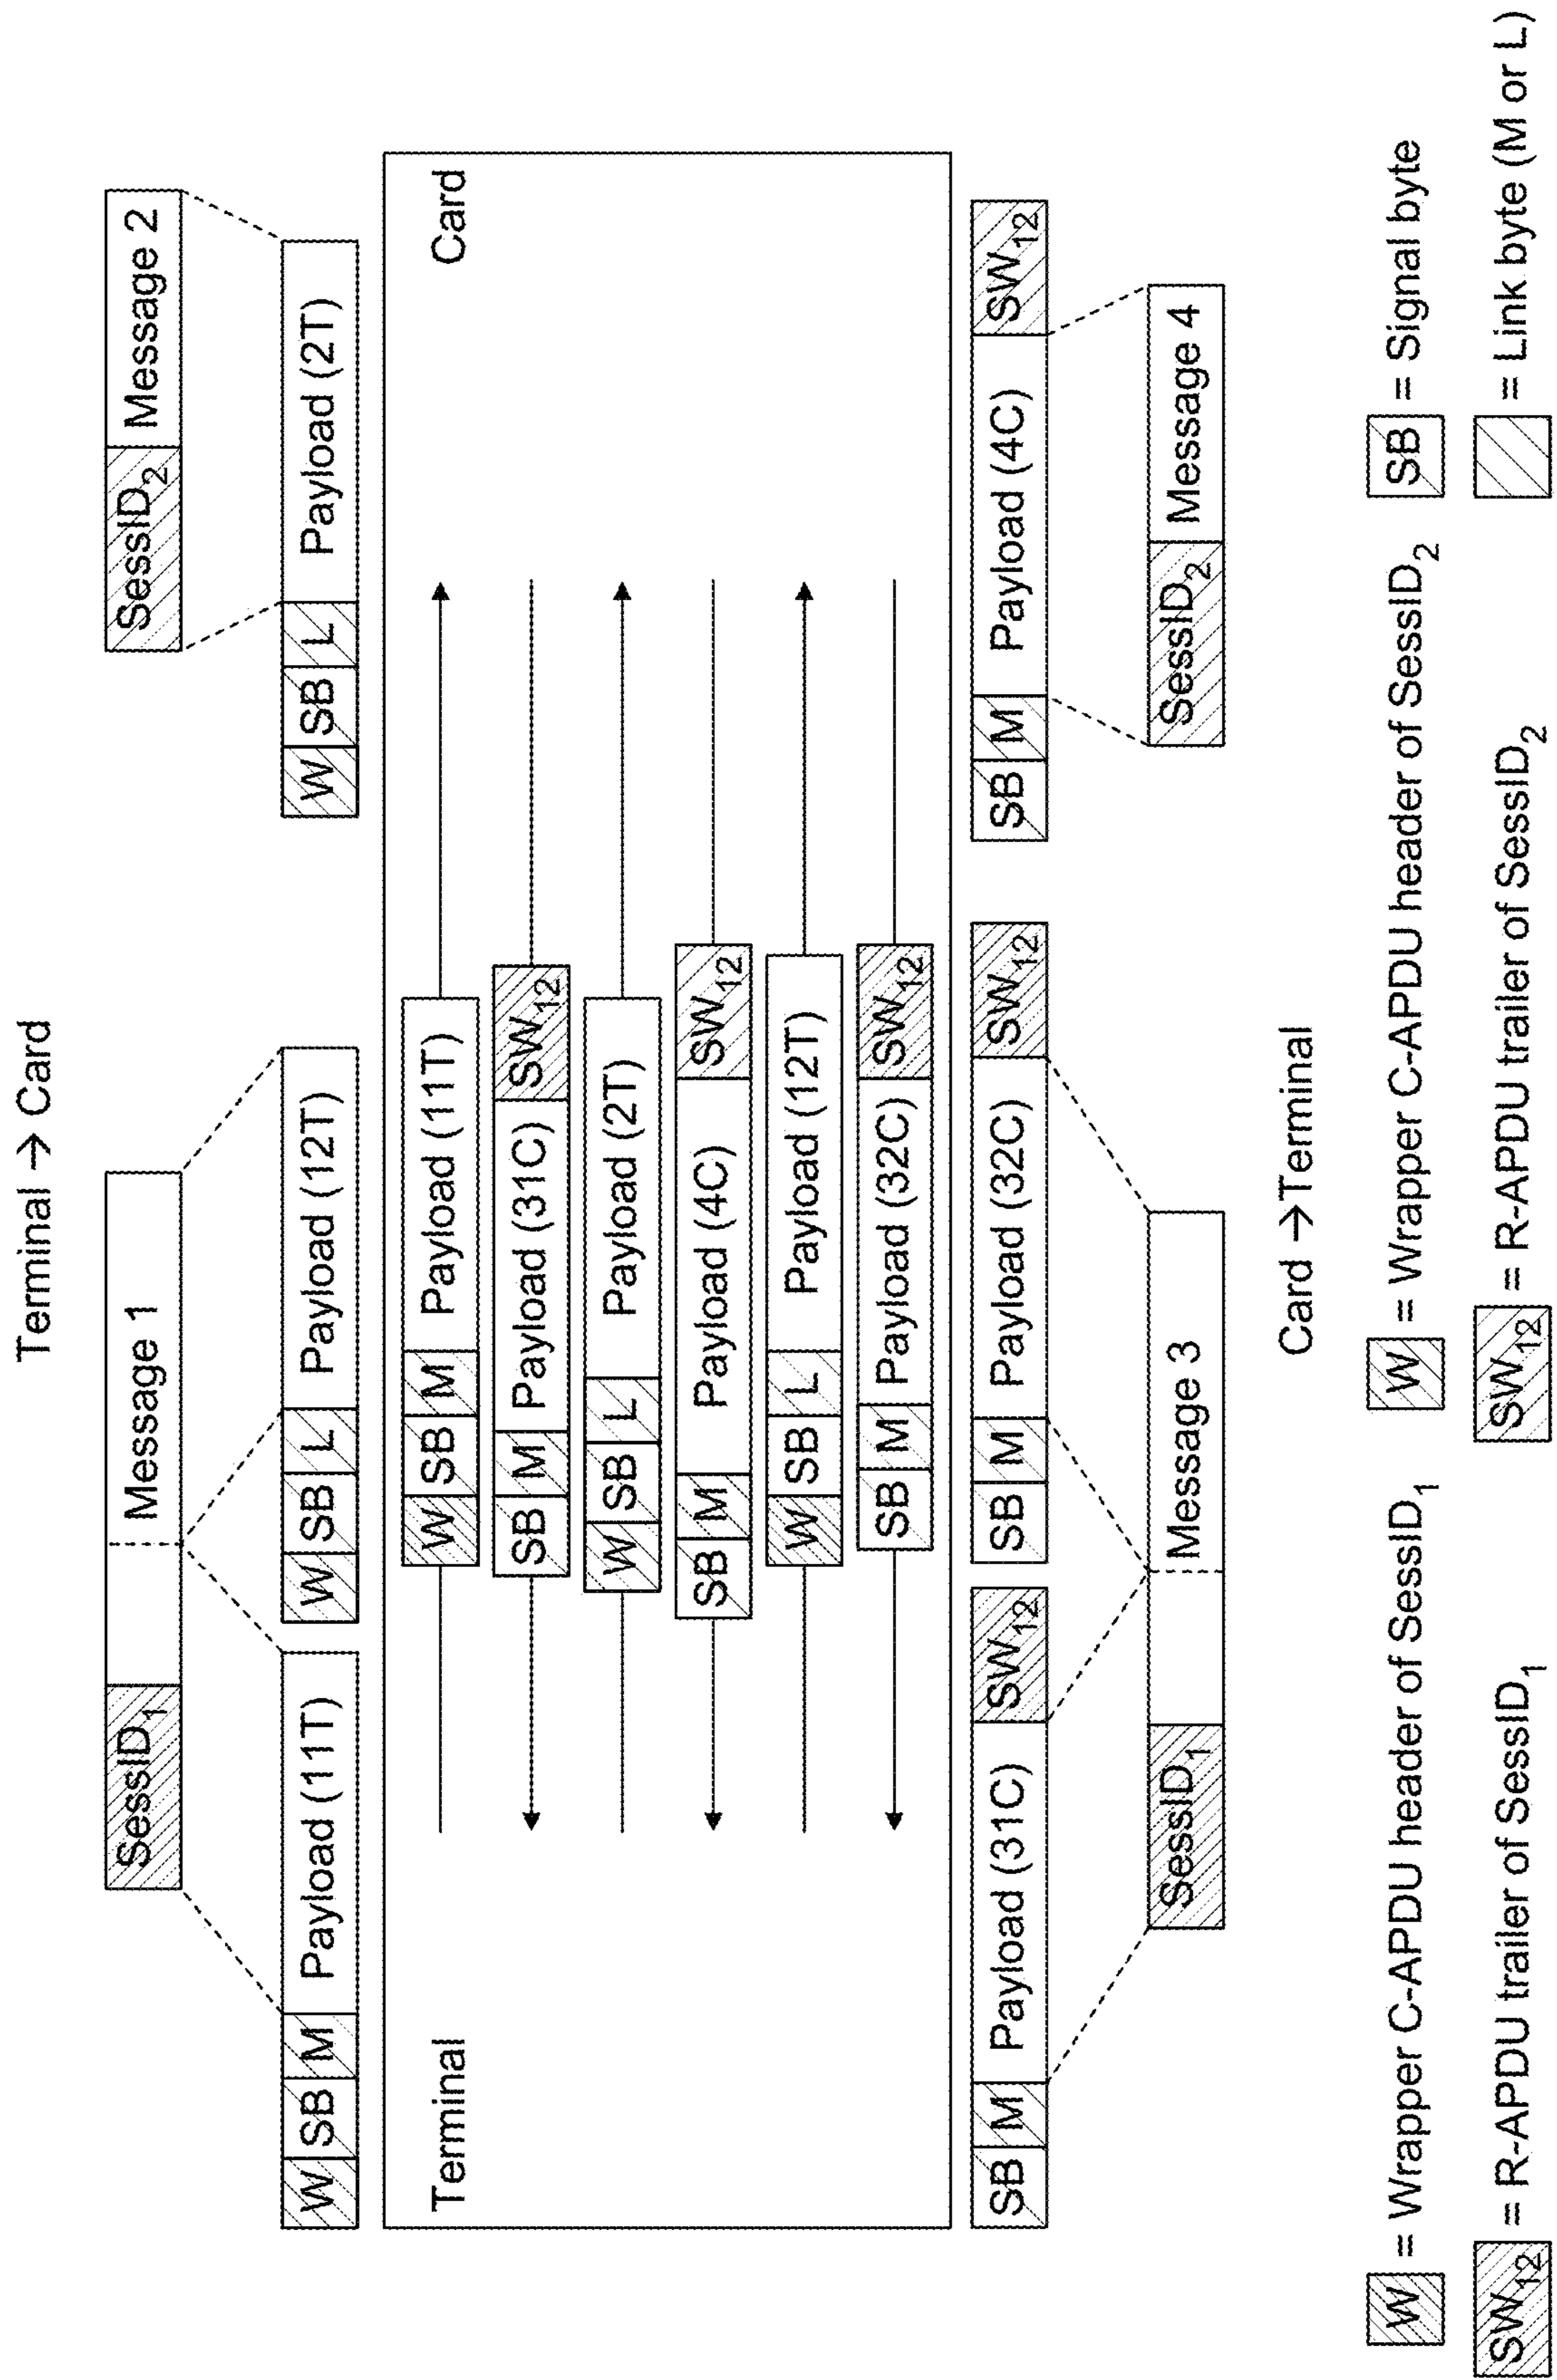 Terminal → Card
SessID1 Message 1
SessID2 Message 2
W SB M Payload (11T)
W SB L Payload (12T)
W SB L Payload (2T)
Terminal
Card
W SB M Payload (11T)
SB M Payload (31C) SW12
W SB L Payload (2T)
SB M Payload (4C) SW12
W SB L Payload (12T)
SB M Payload (32C) SW12
SB M Payload (31C) SW12
SB M Payload (32C) SW12
SB M Payload (4C) SW12
SessID1 Message 3
SessID2 Message 4
Card → Terminal
W = Wrapper C-APDU header of SessID1
W = Wrapper C-APDU header of SessID2
SB = Signal byte
SW12 = R-APDU trailer of SessID1
SW12 = R-APDU trailer of SessID2
= Link byte (M or L)